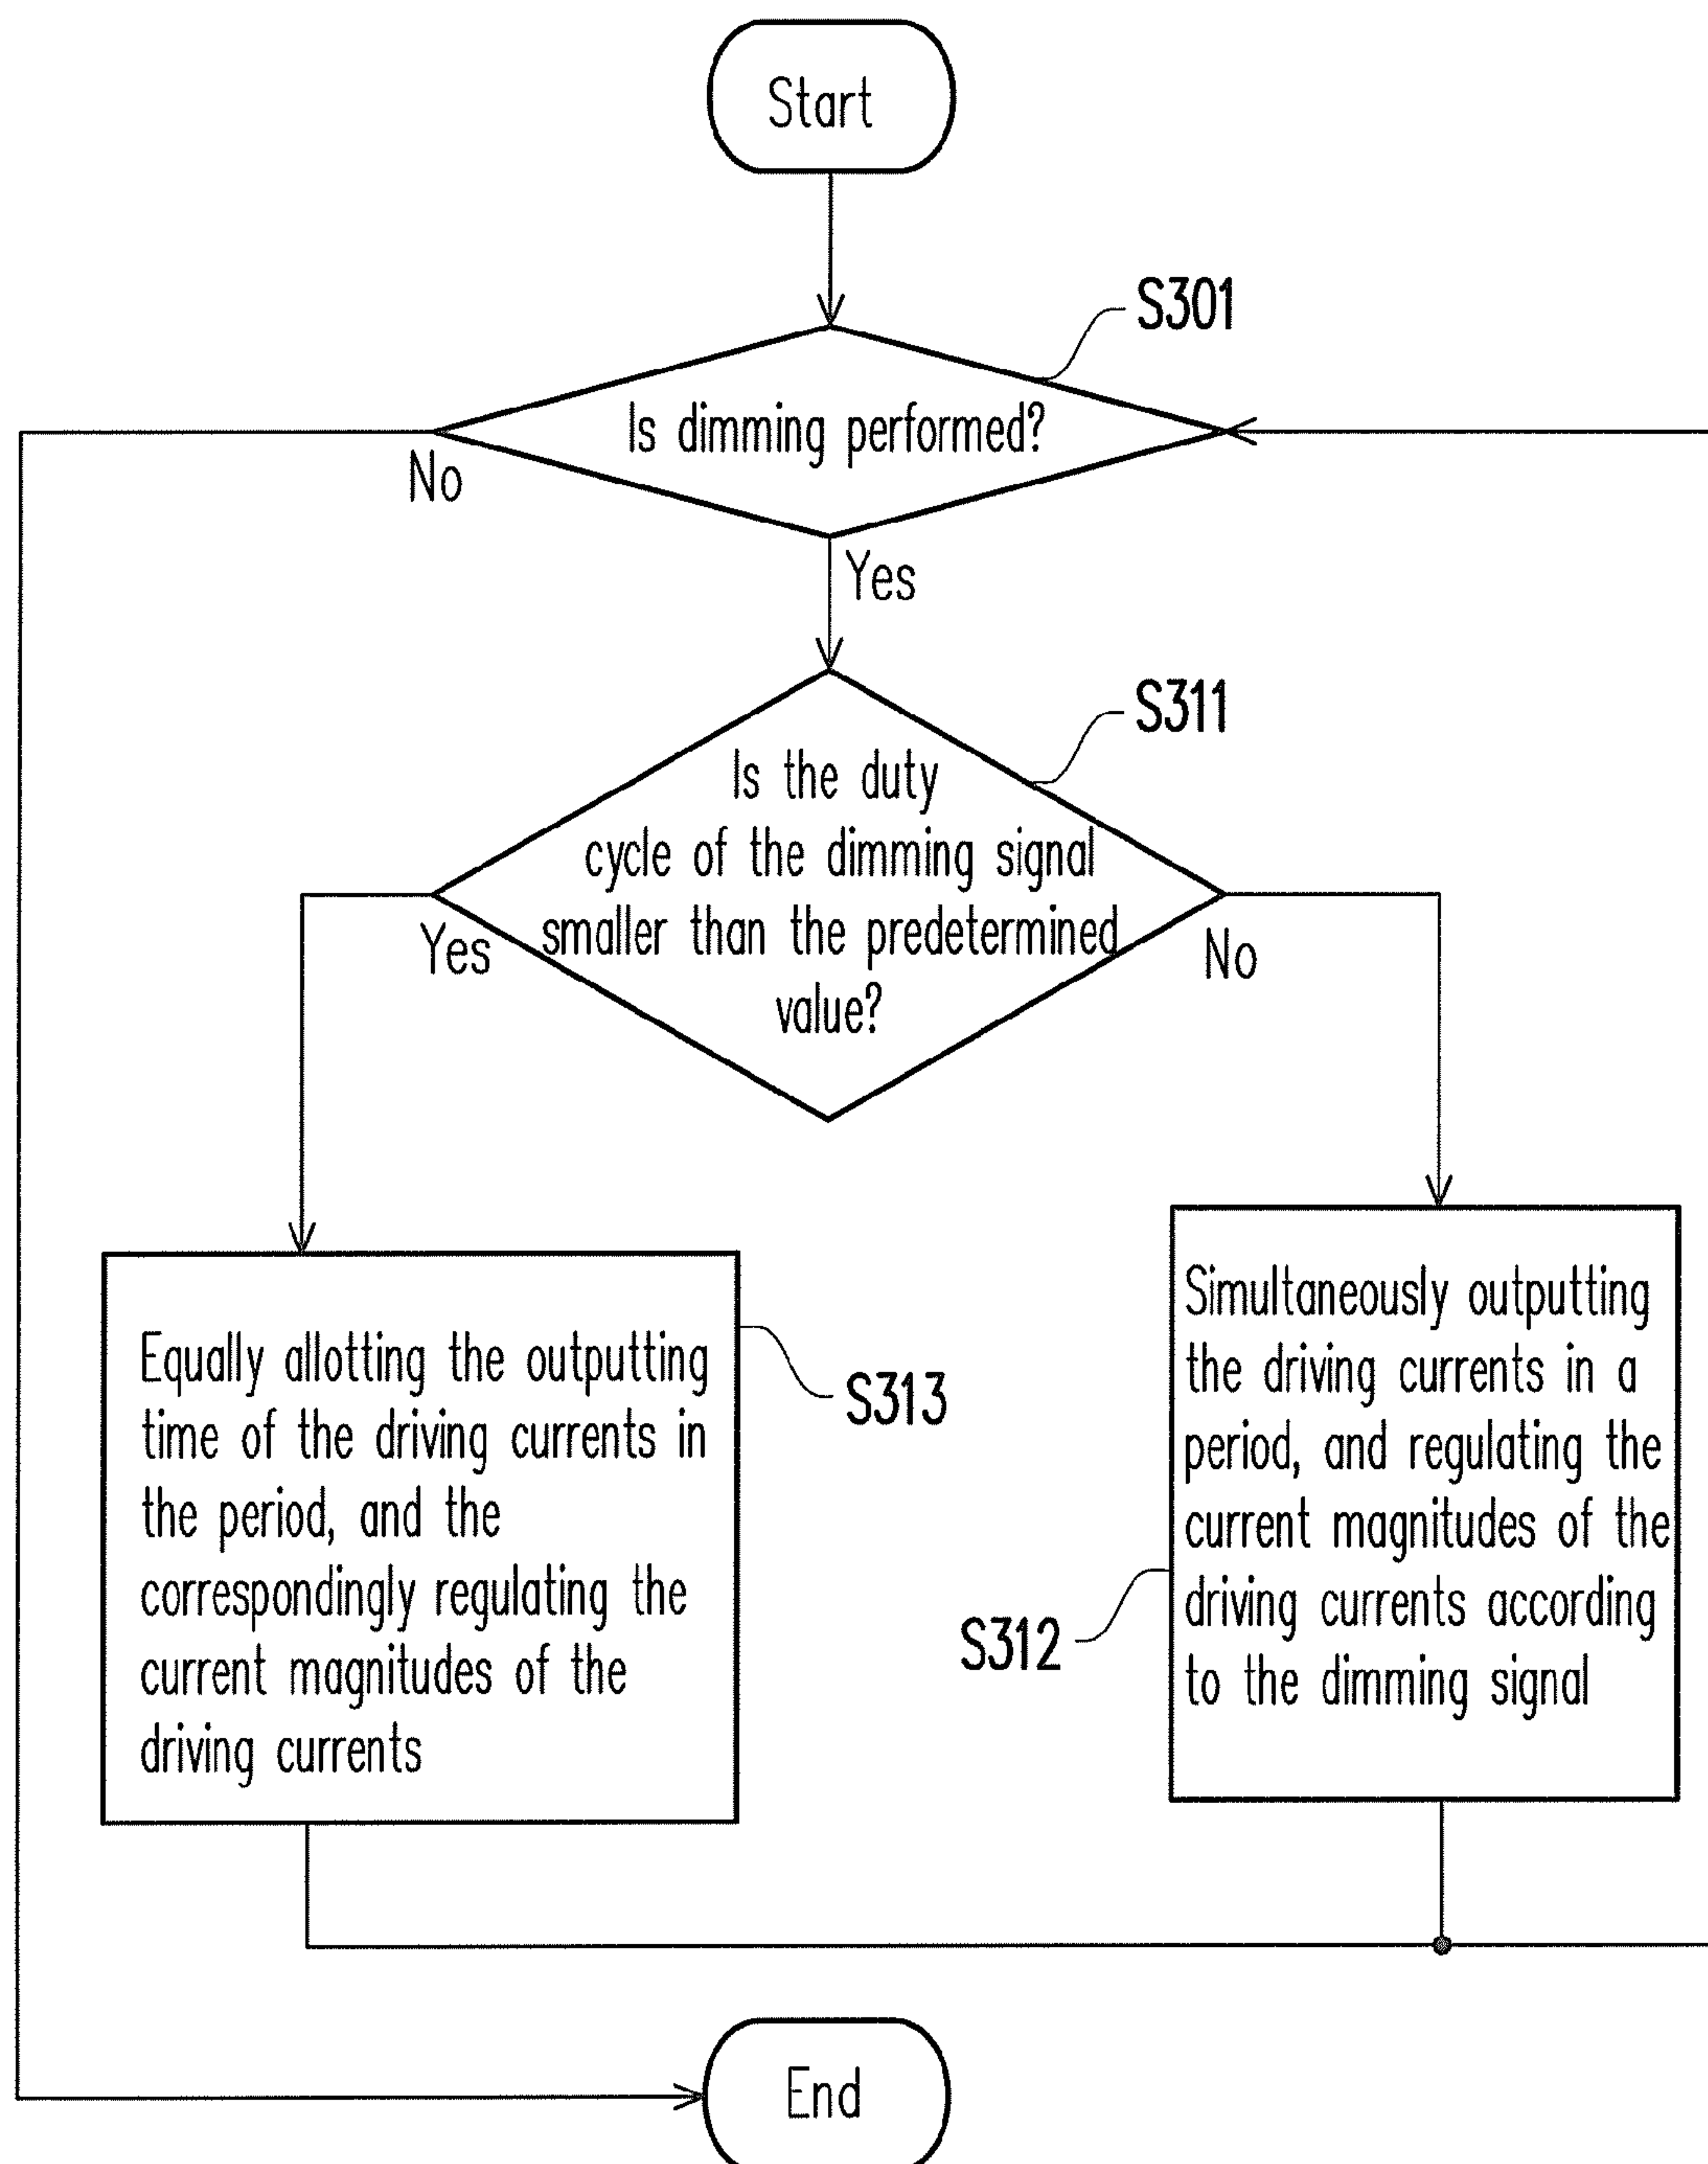 Start
S301
Is dimming performed?
No
Yes
S311
Is the duty
cycle of the dimming signal
smaller than the predetermined
value?
Yes
No
Equally allotting the outputting
time of the driving currents in
the period, and the
correspondingly regulating the
current magnitudes of the
driving currents
S313
Simultaneously outputting
the driving currents in a
period, and regulating the
current magnitudes of the
driving currents according
to the dimming signal
S312
End